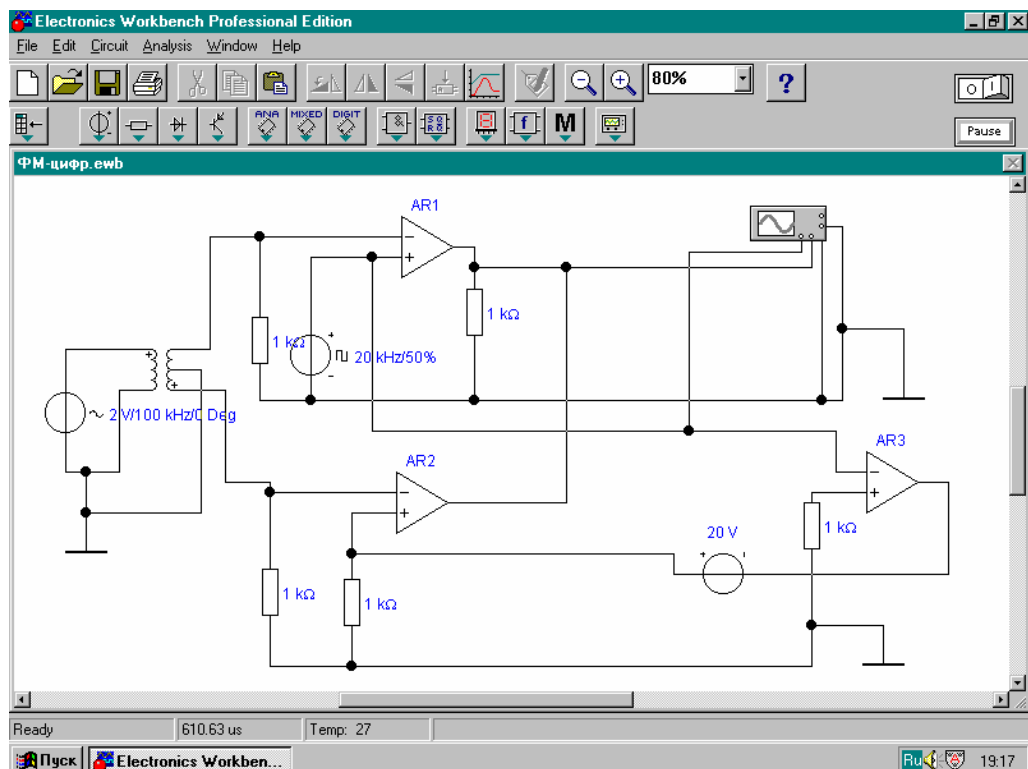 Electronics Workbench Professional Edition
File Edit Circuit Analysis Window Help
80%
?
O I
ANA MIXED DIGIT
&
f
M
Pause
ФМ-цифр.ewb
AR1
1 kΩ
1 kΩ
20 kHz/50%
2 V/100 kHz/0 Deg
AR2
AR3
20 V
1 kΩ
1 kΩ
1 kΩ
Ready 610.63 us Temp: 27
Пуск Electronics Workben... Ru 19:17